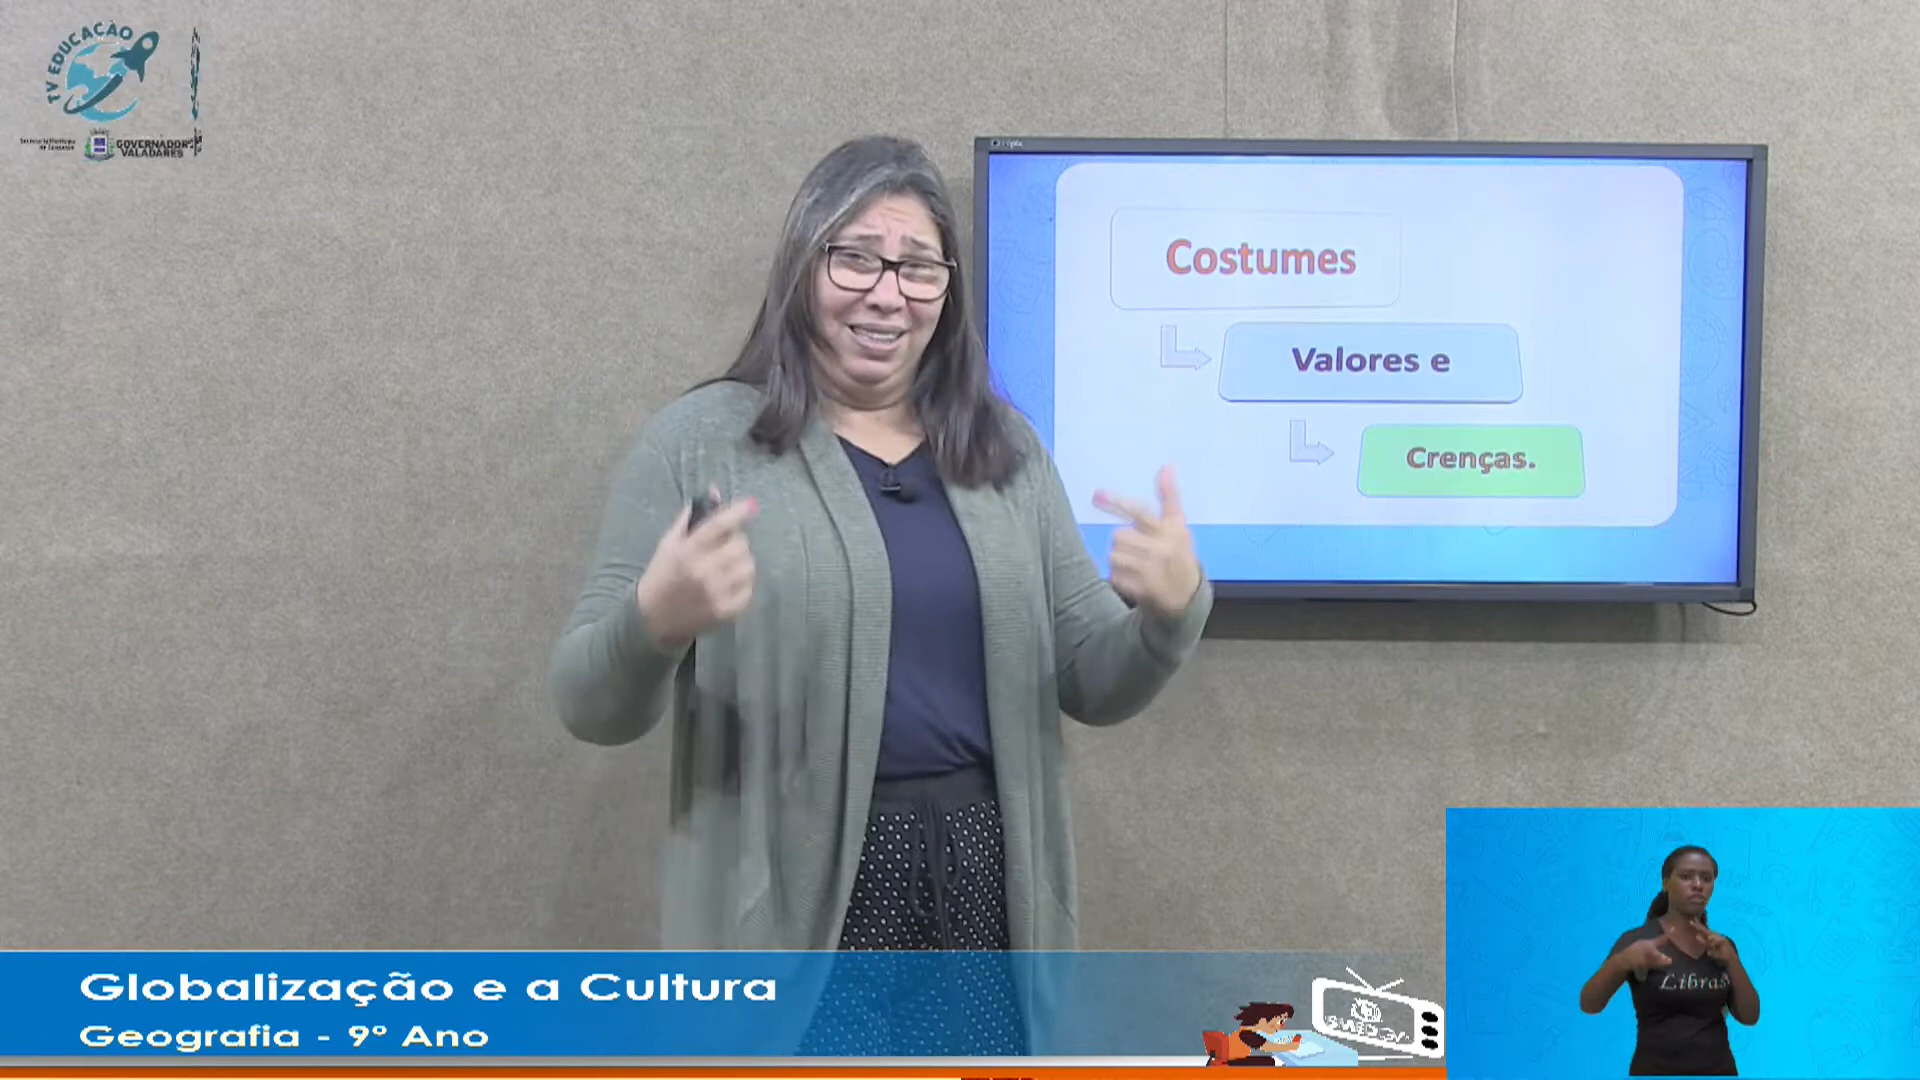 TV EDUCAÇÃO
GOVERNADOR
VALADARES
Costumes
Valores e
Crenças.
Libras
Globalização e a Cultura
Geografia - 9º Ano